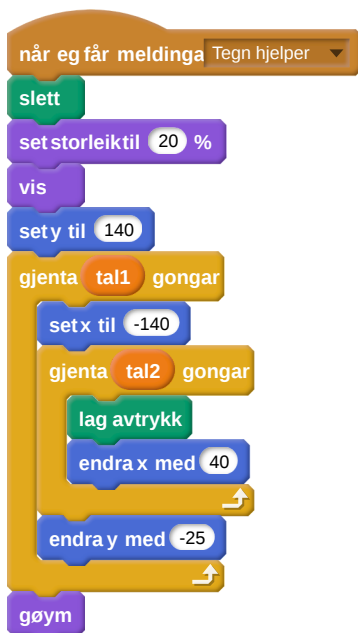 når eg får meldinga Tegn hjelper
slett
set storleik til 20 %
vis
set y til 140
gjenta tal1 gongar
set x til -140
gjenta tal2 gongar
lag avtrykk
endra x med 40
endra y med -25
gøym